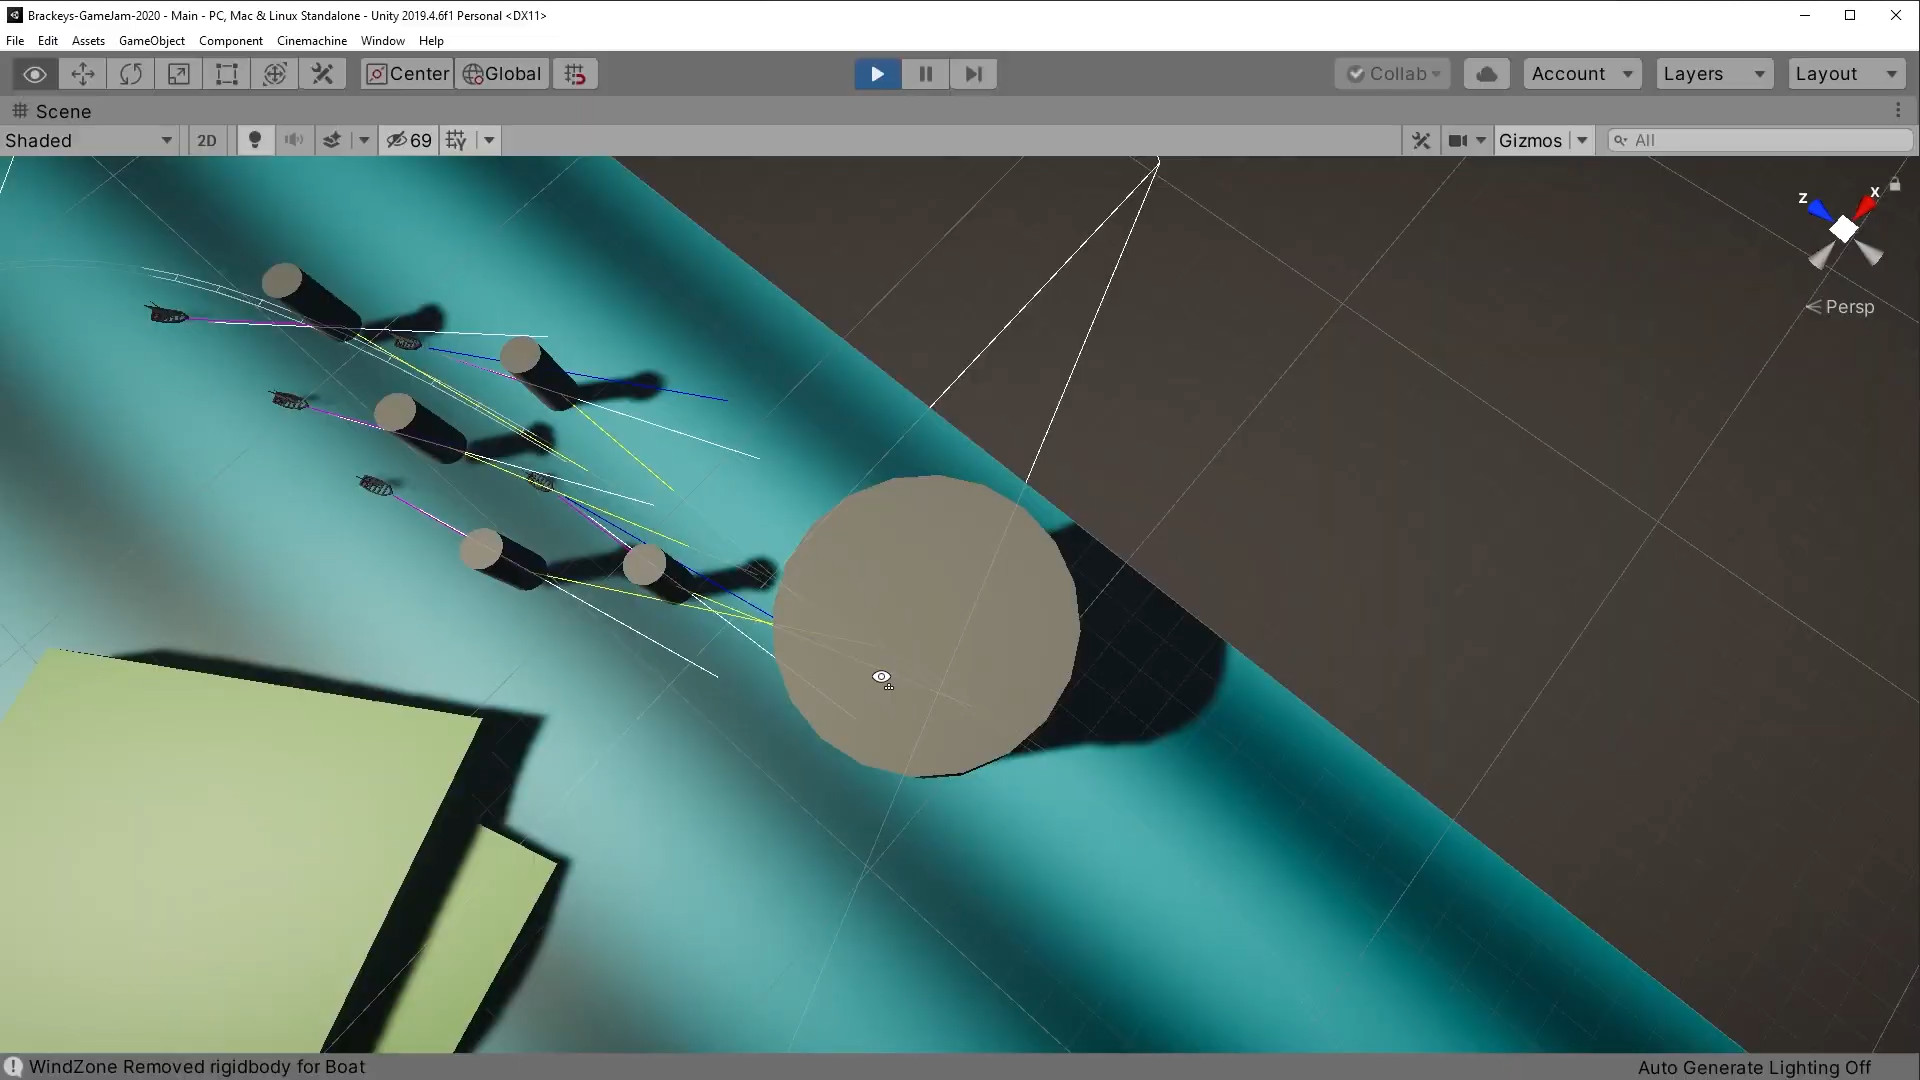 Brackeys-GameJam-2020 - Main - PC, Mac & Linux Standalone - Unity 2019.4.6f1 Personal <DX11>
File Edit Assets GameObject Component Cinemachine Window Help
Center Global Collab Account Layers Layout
Scene
Shaded 2D 69 Gizmos All
z x
Persp
WindZone Removed rigidbody for Boat Auto Generate Lighting Off